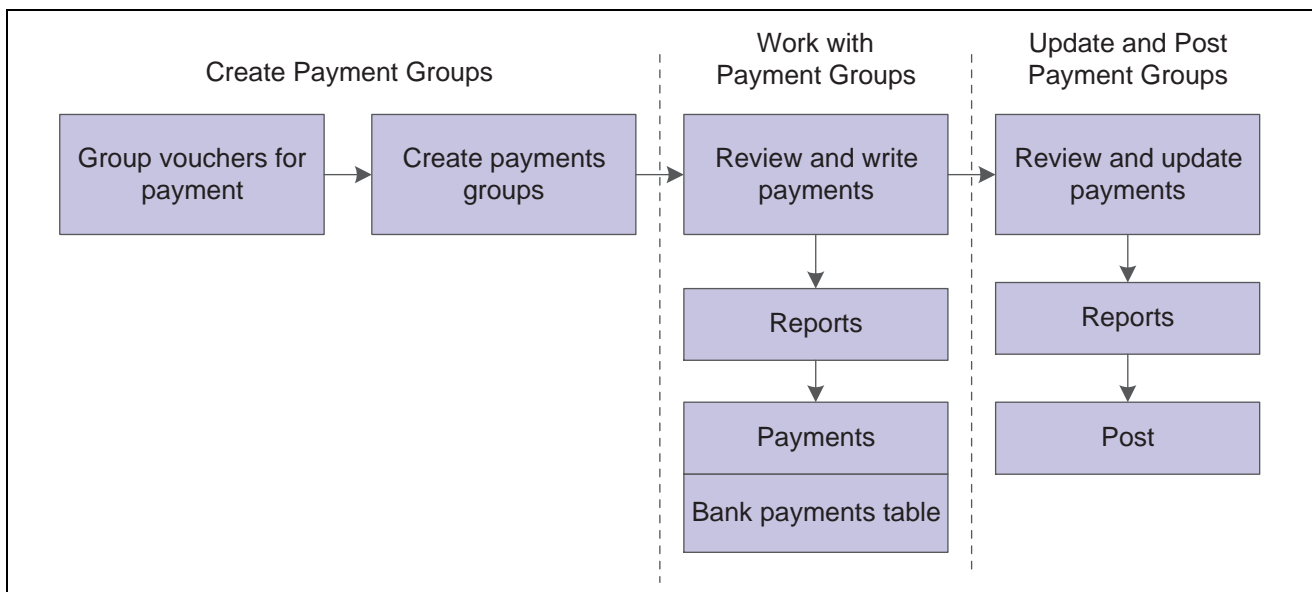 Create Payment Groups
Work with
Payment Groups
Update and Post
Payment Groups
Group vouchers for
payment
Create payments
groups
Review and write
payments
Review and update
payments
Reports
Reports
Payments
Post
Bank payments table